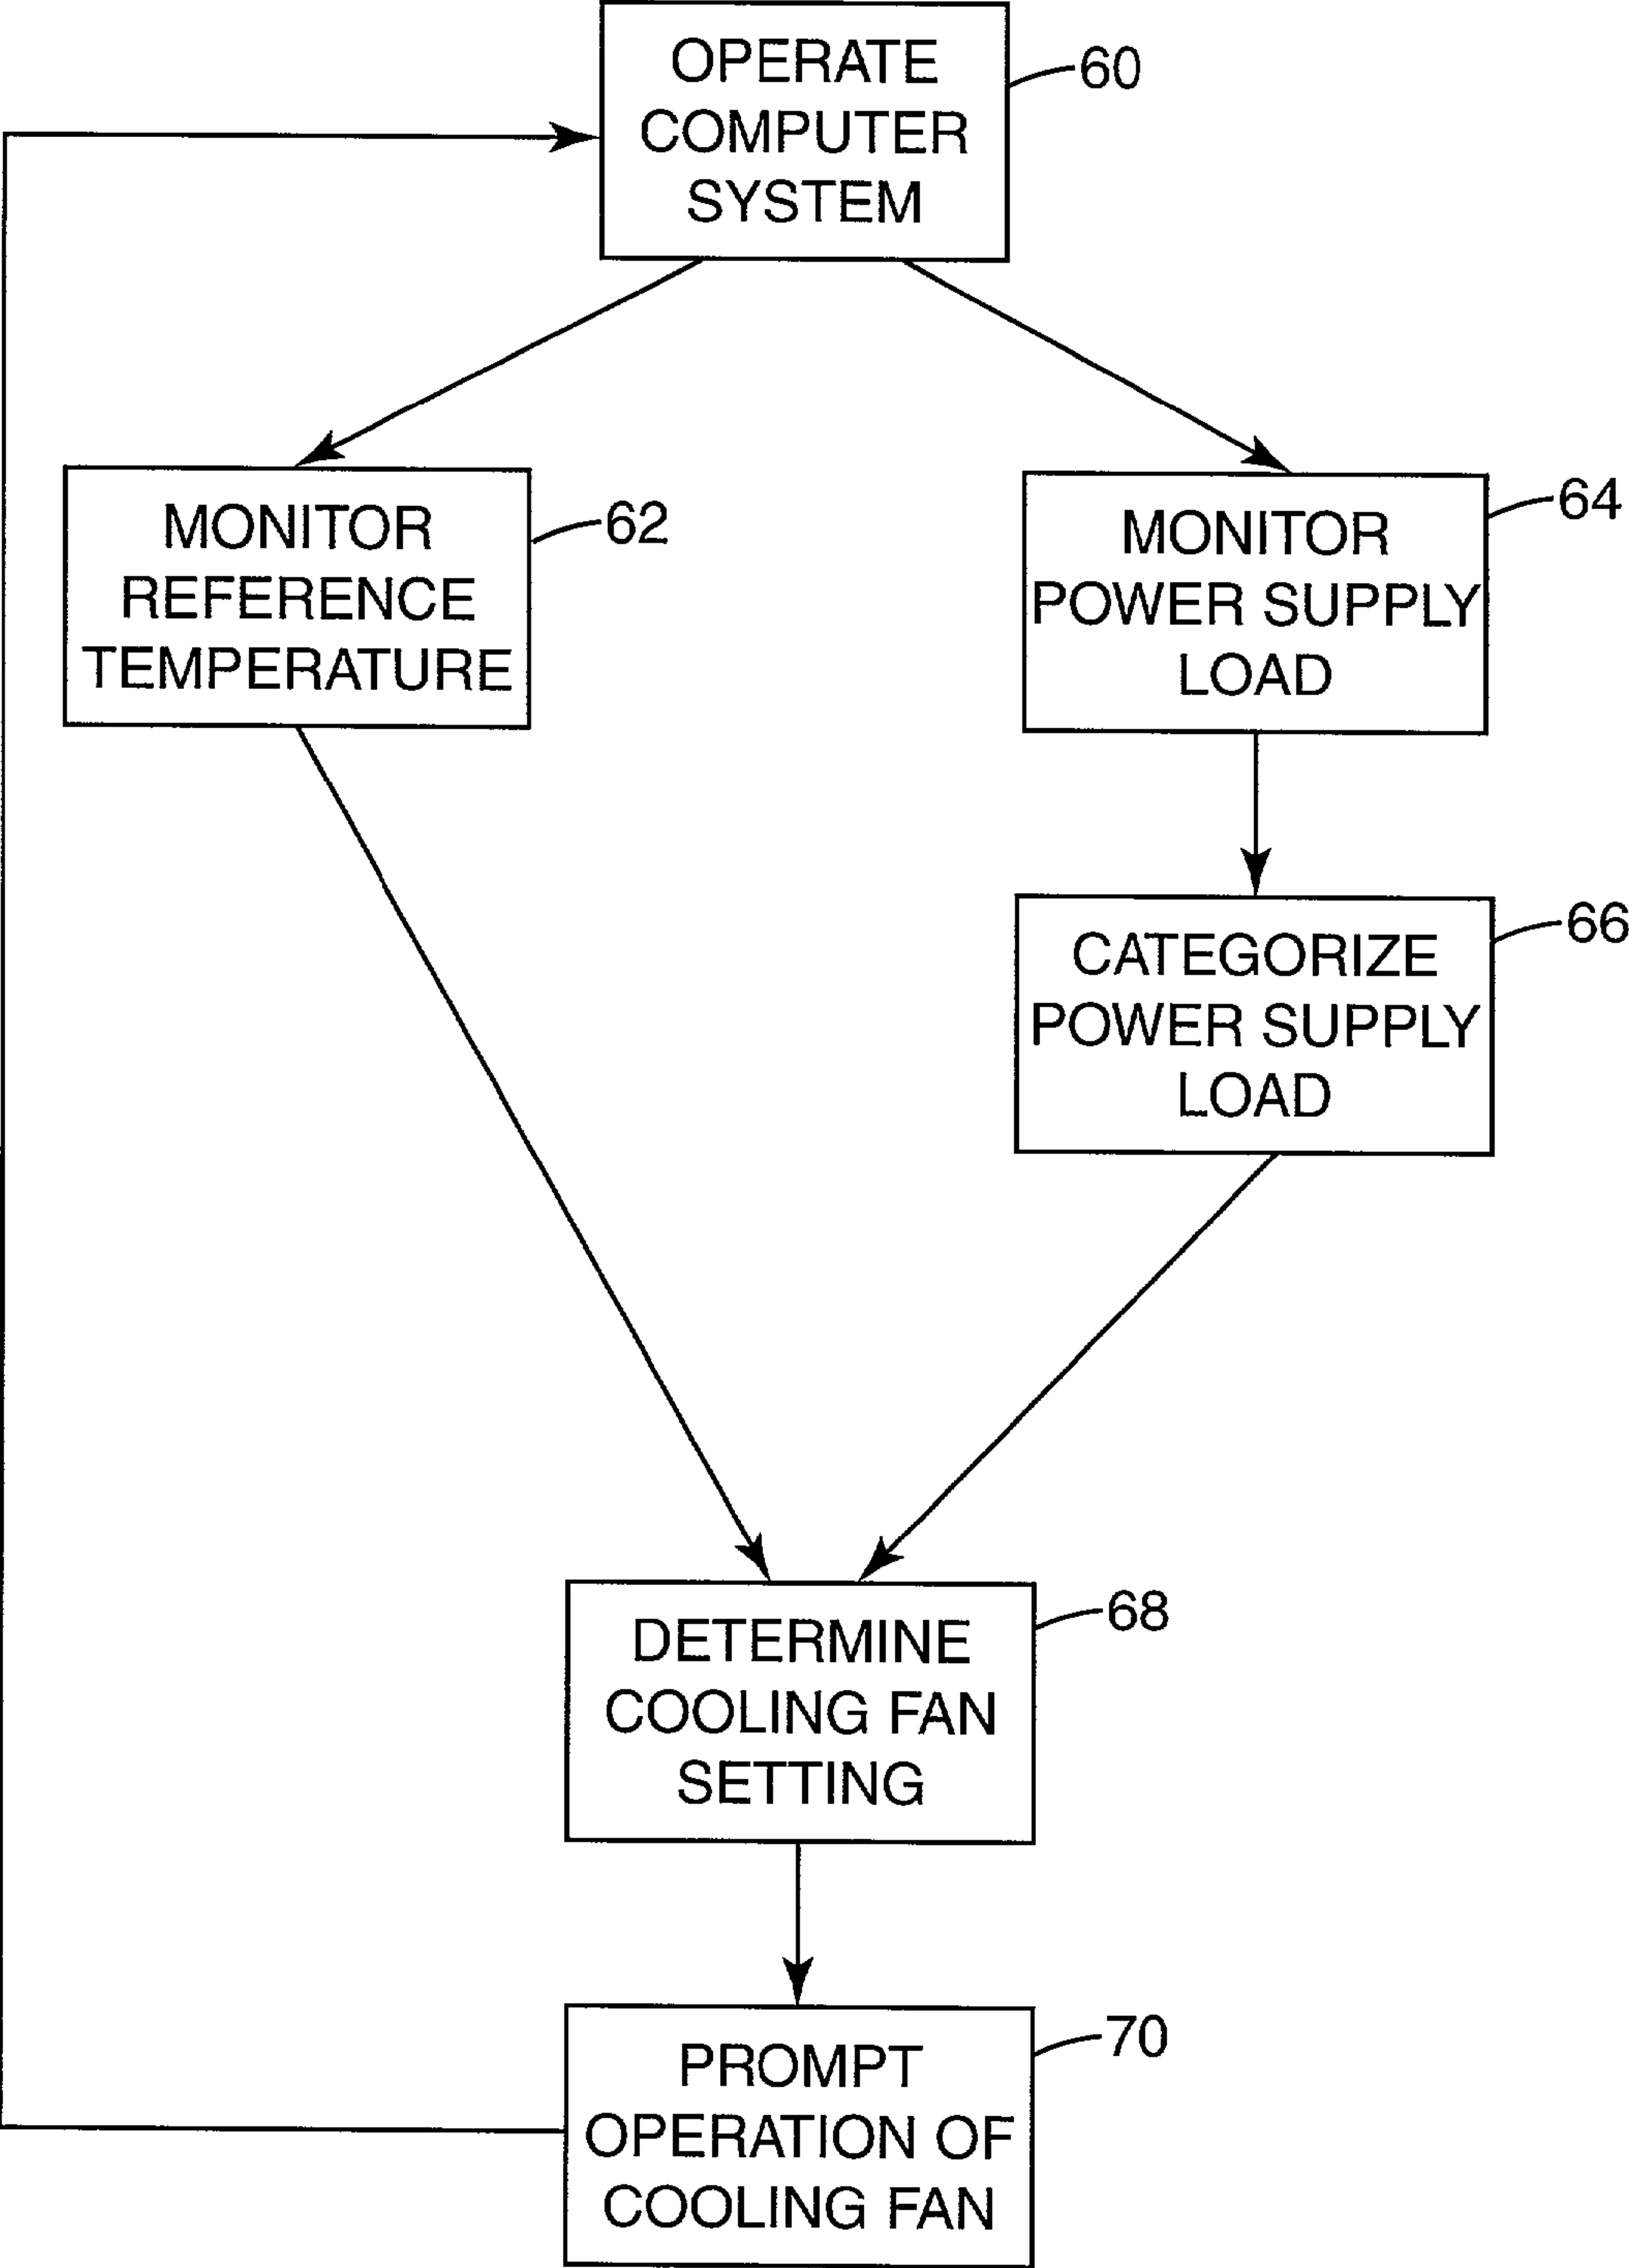 OPERATE
COMPUTER
SYSTEM
60
MONITOR
REFERENCE
TEMPERATURE
62
MONITOR
POWER SUPPLY
LOAD
64
CATEGORIZE
POWER SUPPLY
LOAD
66
DETERMINE
COOLING FAN
SETTING
68
PROMPT
OPERATION OF
COOLING FAN
70